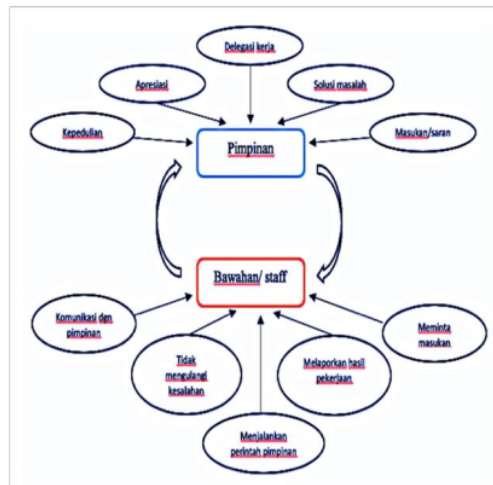 Delegasi kerja
Apresiasi
Solusi masalah
Kepedulian
Masukan/saran
Pimpinan
Bawahan/ staff
Komunikasi dgn
pimpinan
Meminta
masukan
Tidak
mengulangi
kesalahan
Melaporkan hasil
pekerjaan
Menjalankan
perintah pimpinan